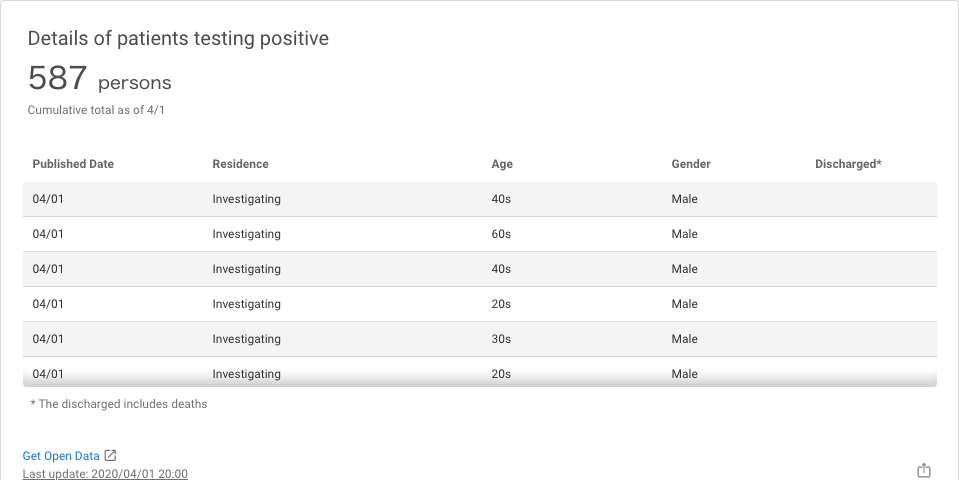 Details of patients testing positive
587 persons
Cumulative total as of 4/1
Published Date Residence Age Gender Discharged*
04/01 Investigating 40s Male
04/01 Investigating 60s Male
04/01 Investigating 40s Male
04/01 Investigating 20s Male
04/01 Investigating 30s Male
04/01 Investigating 20s Male
* The discharged includes deaths
Get Open Data
Last update: 2020/04/01 20:00